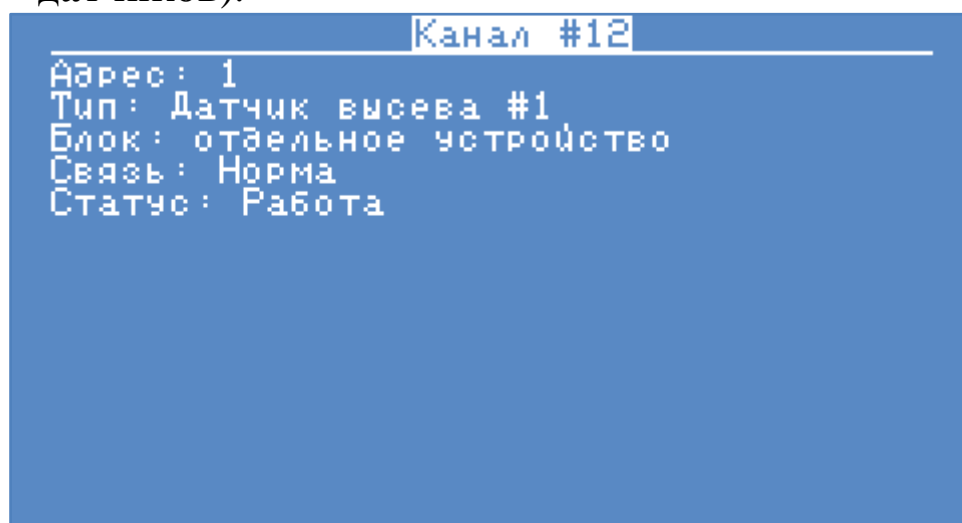 Канал #12
Адрес: 1
Тип: Датчик высева #1
Блок: отдельное устройство
Связь: Норма
Статус: Работа